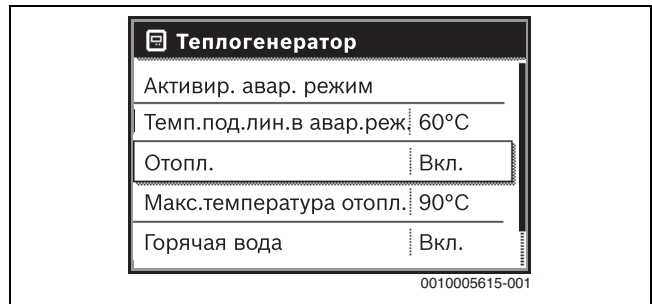 Теплогенератор
Активир. авар. режим
Темп.под.лин.в авар.реж. 60°C
Отопл. Вкл.
Макс.температура отопл. 90°C
Горячая вода Вкл.
0010005615-001